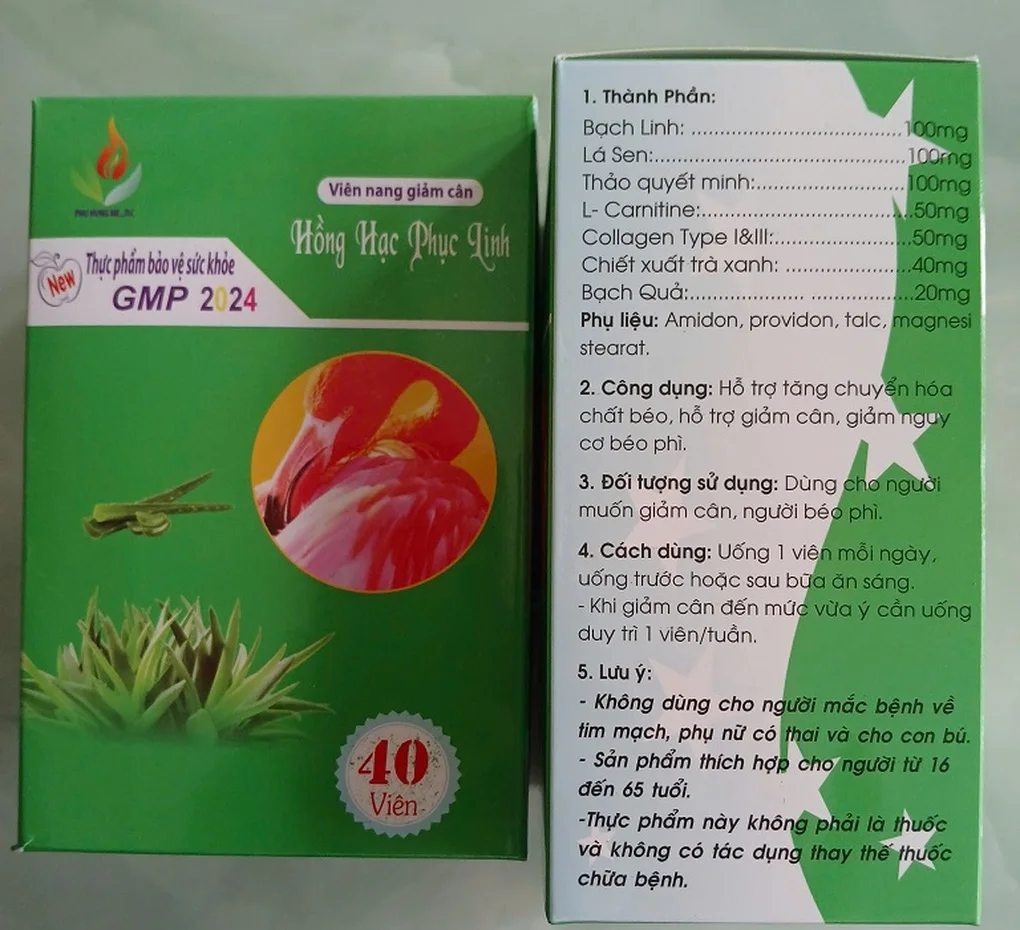 Viên nang giảm cân
Hồng Hạc Phục Linh
New
Thực phẩm bảo vệ sức khỏe
GMP 2024
40
Viên
1. Thành Phần:
Bạch Linh: ....................................100mg
Lá Sen:...........................................100mg
Thảo quyết minh:..........................100mg
L- Carnitine:....................................50mg
Collagen Type I&III:........................50mg
Chiết xuất trà xanh: ......................40mg
Bạch Quả:.................... ..................20mg
Phụ liệu: Amidon, providon, talc, magnesi
stearat.
2. Công dụng: Hỗ trợ tăng chuyển hóa
chất béo, hỗ trợ giảm cân, giảm nguy
cơ béo phì.
3. Đối tượng sử dụng: Dùng cho người
muốn giảm cân, người béo phì.
4. Cách dùng: Uống 1 viên mỗi ngày,
uống trước hoặc sau bữa ăn sáng.
- Khi giảm cân đến mức vừa ý cần uống
duy trì 1 viên/tuần.
5. Lưu ý:
- Không dùng cho người mắc bệnh về
tim mạch, phụ nữ có thai và cho con bú.
- Sản phẩm thích hợp cho người từ 16
đến 65 tuổi.
-Thực phẩm này không phải là thuốc
và không có tác dụng thay thế thuốc
chữa bệnh.